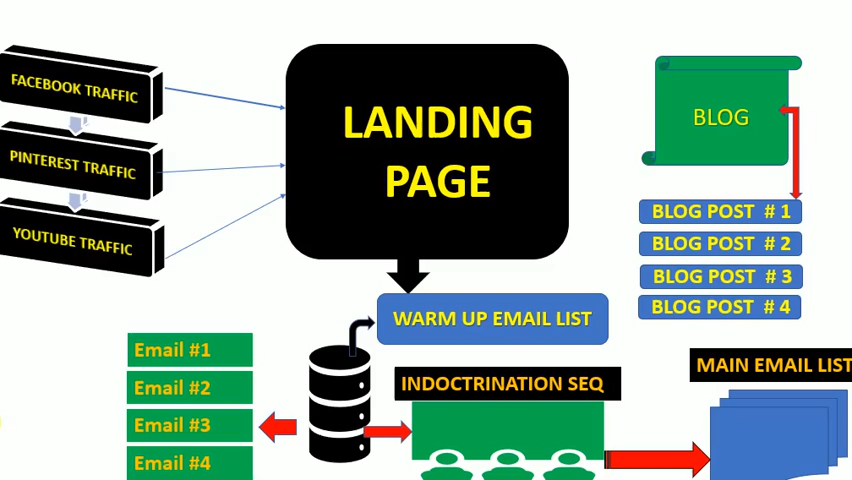 FACEBOOK TRAFFIC
PINTEREST TRAFFIC
YOUTUBE TRAFFIC
LANDING
PAGE
BLOG
BLOG POST # 1
BLOG POST # 2
BLOG POST # 3
BLOG POST # 4
WARM UP EMAIL LIST
Email #1
Email #2
Email #3
Email #4
INDOCTRINATION SEQ
MAIN EMAIL LIST